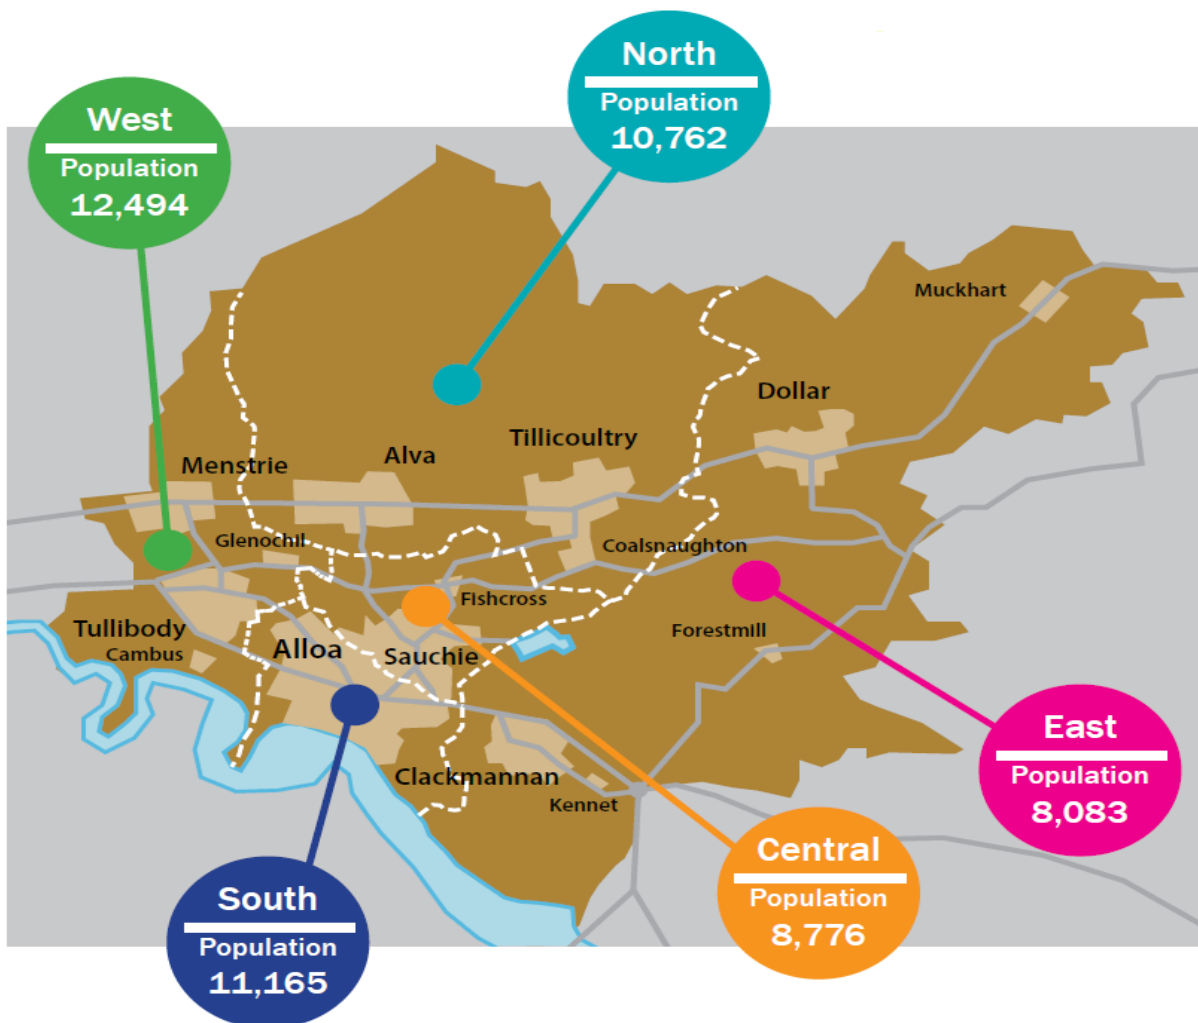 North
Population
10,762
West
Population
12,494
Muckhart
Dollar
Tillicoultry
Alva
Menstrie
Glenochil
Coalsnaughton
Fishcross
Tullibody
Cambus
Alloa
Sauchie
Forestmill
Clackmannan
Kennet
East
Population
8,083
Central
Population
8,776
South
Population
11,165